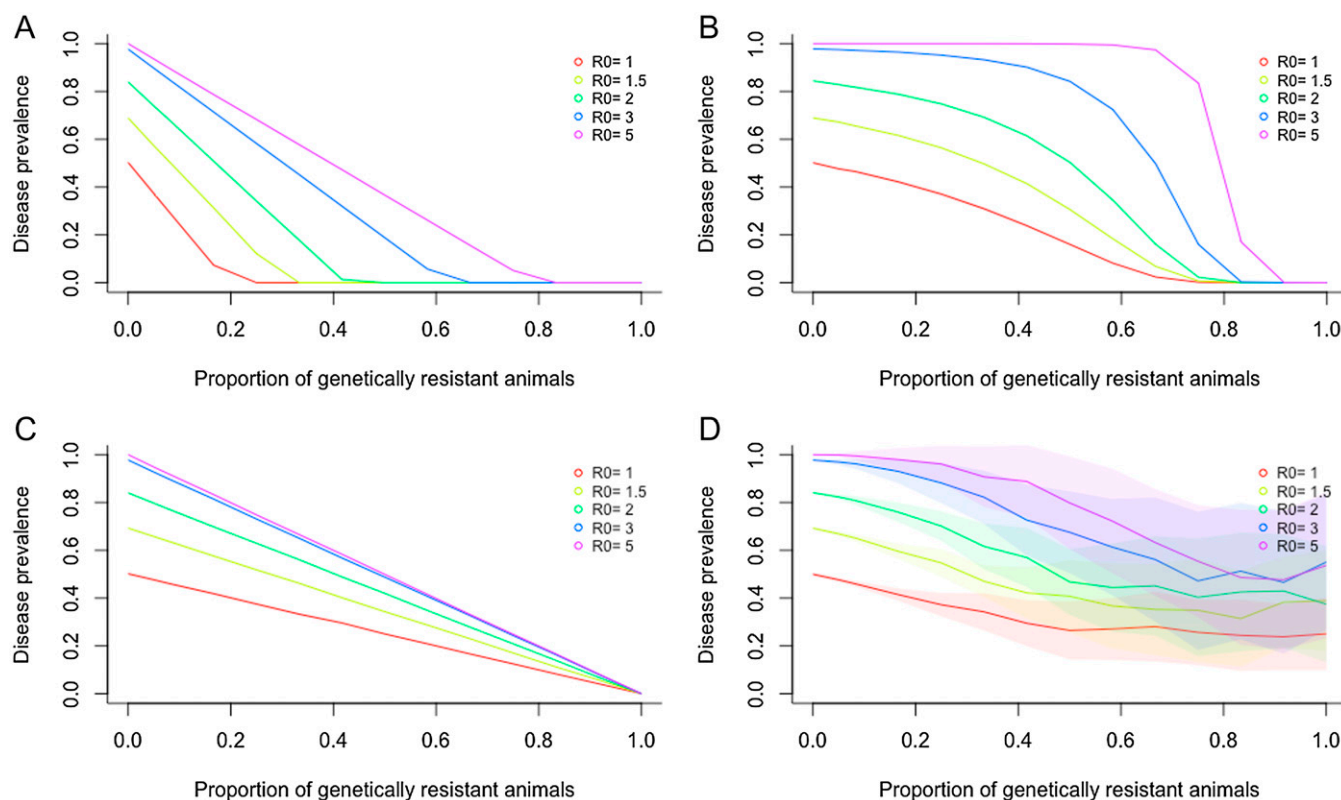 A
Disease prevalence
1.0
0.8
0.6
0.4
0.2
0.0
R0= 1
R0= 1.5
R0= 2
R0= 3
R0= 5
0.0 0.2 0.4 0.6 0.8 1.0
Proportion of genetically resistant animals
B
Disease prevalence
1.0
0.8
0.6
0.4
0.2
0.0
R0= 1
R0= 1.5
R0= 2
R0= 3
R0= 5
0.0 0.2 0.4 0.6 0.8 1.0
Proportion of genetically resistant animals
C
Disease prevalence
1.0
0.8
0.6
0.4
0.2
0.0
R0= 1
R0= 1.5
R0= 2
R0= 3
R0= 5
0.0 0.2 0.4 0.6 0.8 1.0
Proportion of genetically resistant animals
D
Disease prevalence
1.0
0.8
0.6
0.4
0.2
0.0
R0= 1
R0= 1.5
R0= 2
R0= 3
R0= 5
0.0 0.2 0.4 0.6 0.8 1.0
Proportion of genetically resistant animals